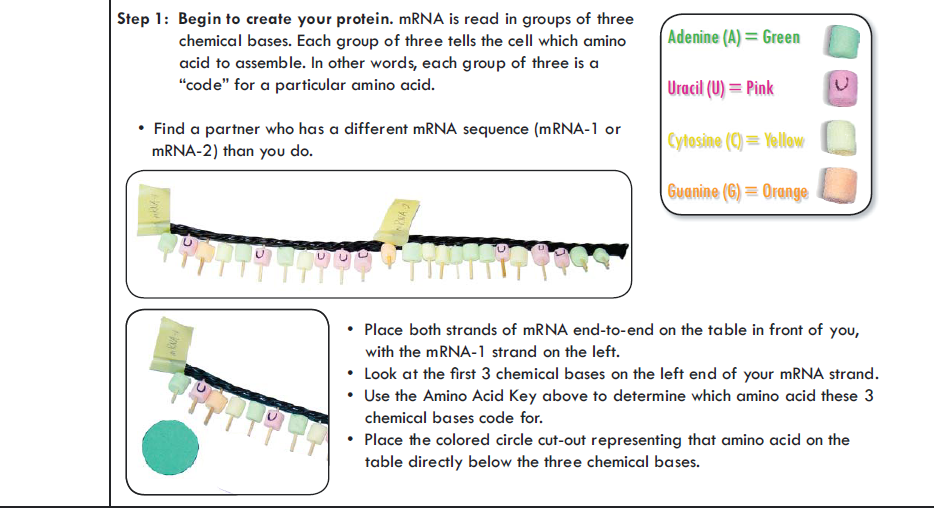 Step 1: Begin to create your protein. mRNA is read in groups of three
chemical bases. Each group of three tells the cell which amino
acid to assemble. In other words, each group of three is a
“code” for a particular amino acid.
• Find a partner who has a different mRNA sequence (mRNA-1 or
mRNA-2) than you do.
Adenine (A) = Green
Uracil (U) = Pink
U
Cytosine (C) = Yellow
Guanine (G) = Orange
mRNA-1
mRNA-2
U
U
U
U
U
U
U
U
mRNA-1
U
U
• Place both strands of mRNA end-to-end on the table in front of you,
with the mRNA-1 strand on the left.
• Look at the first 3 chemical bases on the left end of your mRNA strand.
• Use the Amino Acid Key above to determine which amino acid these 3
chemical bases code for.
• Place the colored circle cut-out representing that amino acid on the
table directly below the three chemical bases.